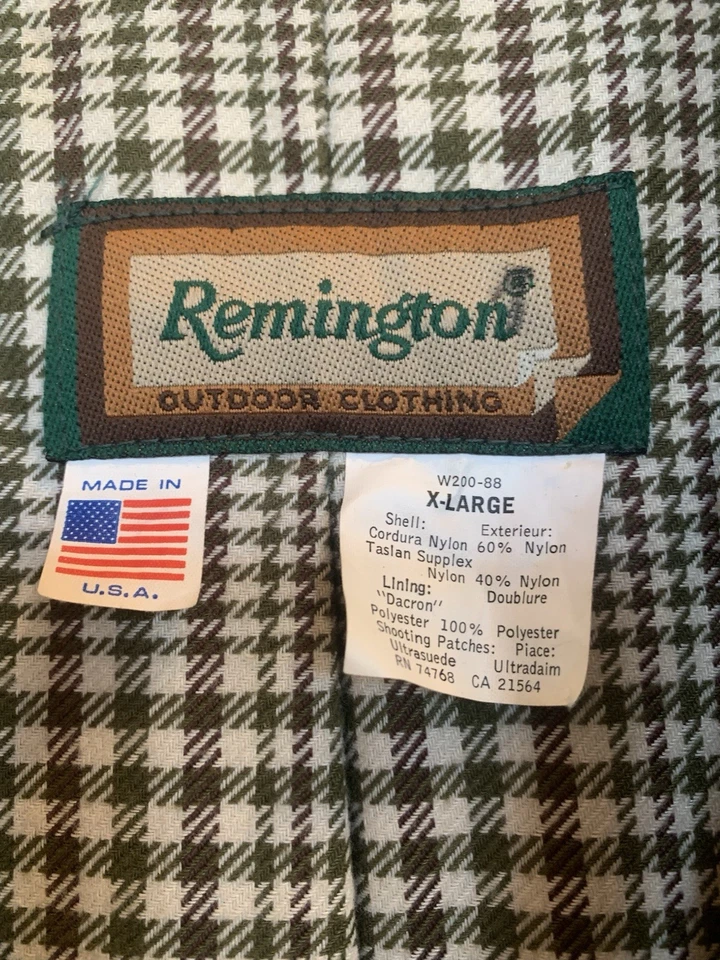 Remington®
OUTDOOR CLOTHING
MADE IN
U.S.A.
W200-88
X-LARGE
Shell: Exterieur:
Cordura Nylon 60% Nylon
Taslan Supplex
Nylon 40% Nylon
Lining: Doublure
"Dacron"
Polyester 100% Polyester
Shooting Patches: Piace:
Ultrasuede Ultradaim
RN 74768 CA 21564